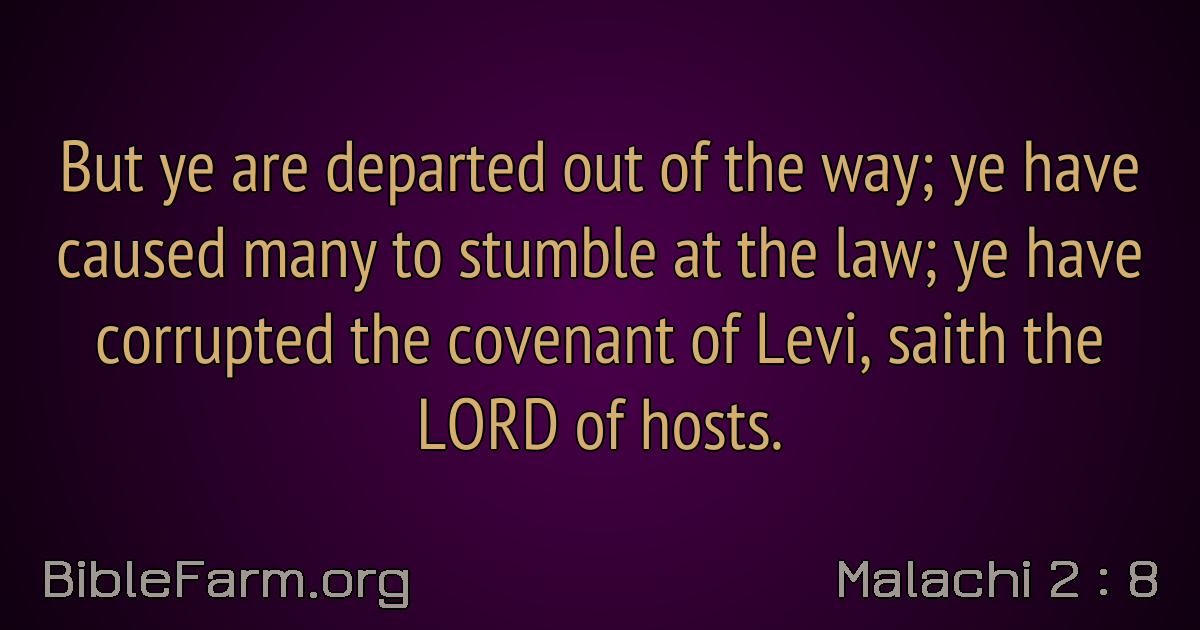 But ye are departed out of the way; ye have
caused many to stumble at the law; ye have
corrupted the covenant of Levi, saith the
LORD of hosts.
BibleFarm.org
Malachi 2 : 8